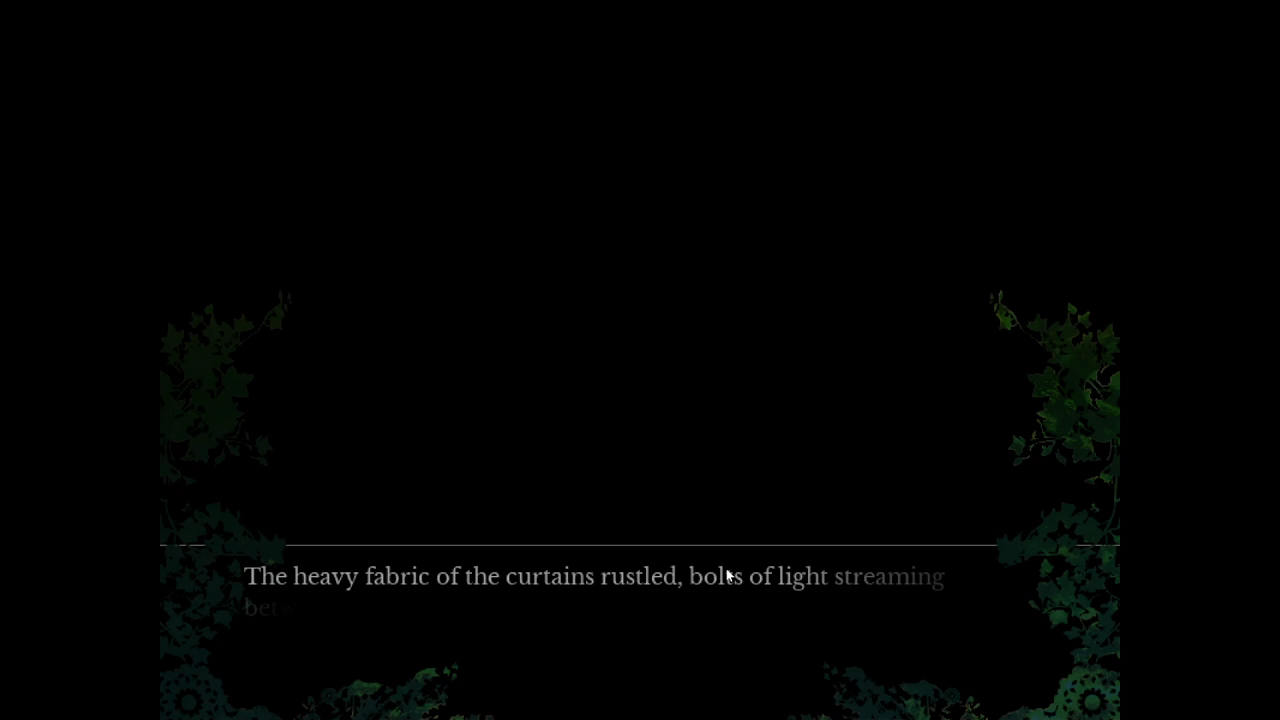 The heavy fabric of the curtains rustled, bolts of light streaming